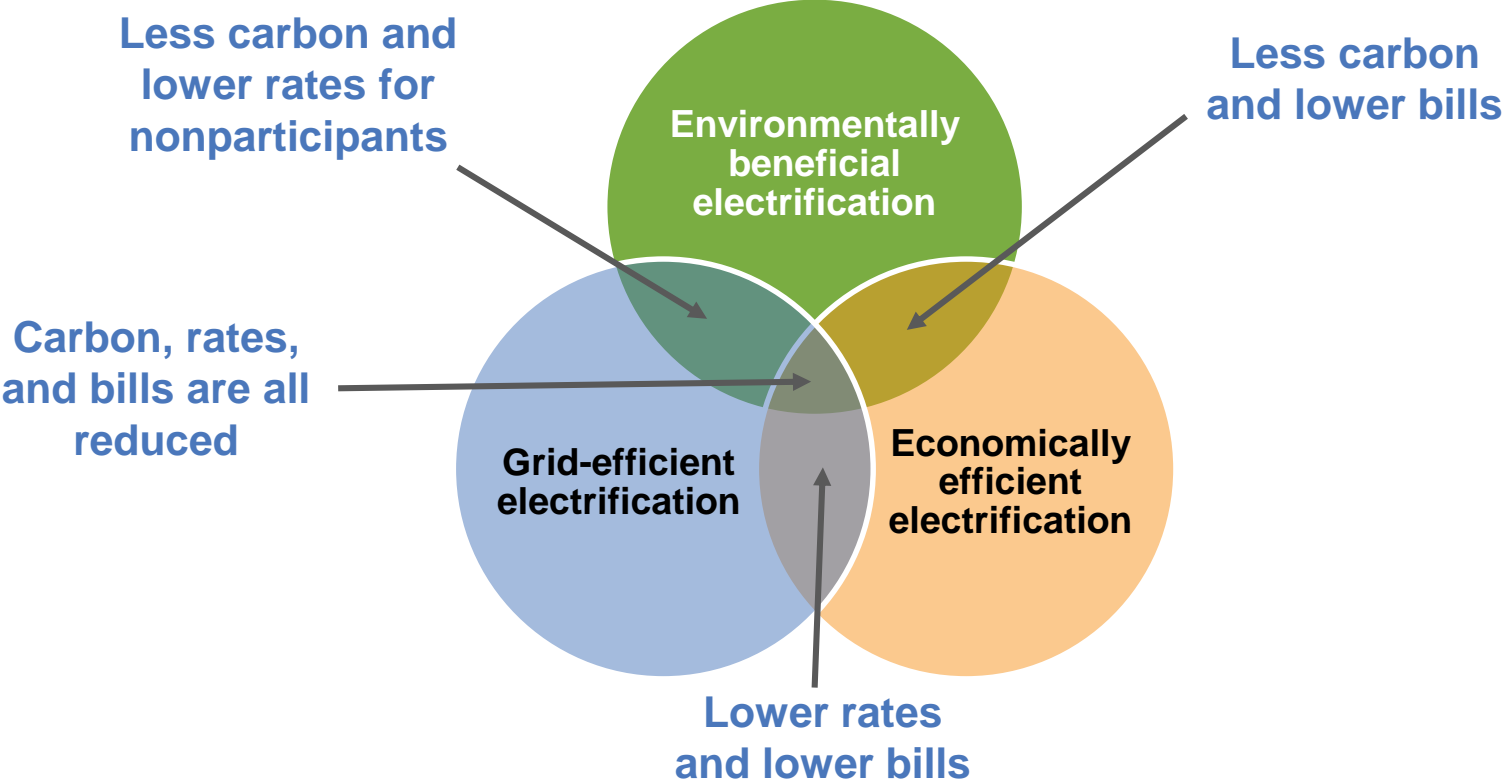 Less carbon and
lower rates for
nonparticipants
Less carbon
and lower bills
Environmentally
beneficial
electrification
Carbon, rates,
and bills are all
reduced
Grid-efficient
electrification
Economically
efficient
electrification
Lower rates
and lower bills